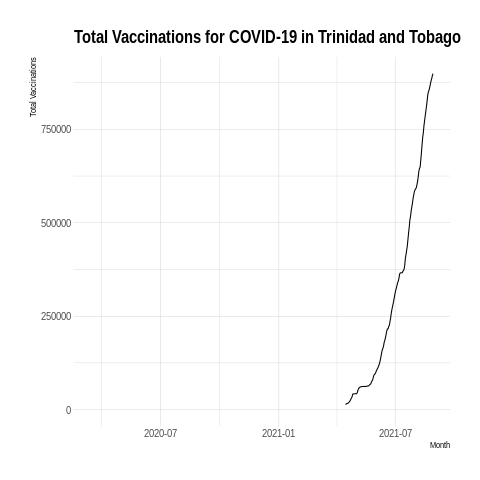 Total Vaccinations for COVID-19 in Trinidad and Tobago
Total Vaccinations
750000
500000
250000
0
2020-07
2021-01
2021-07
Month